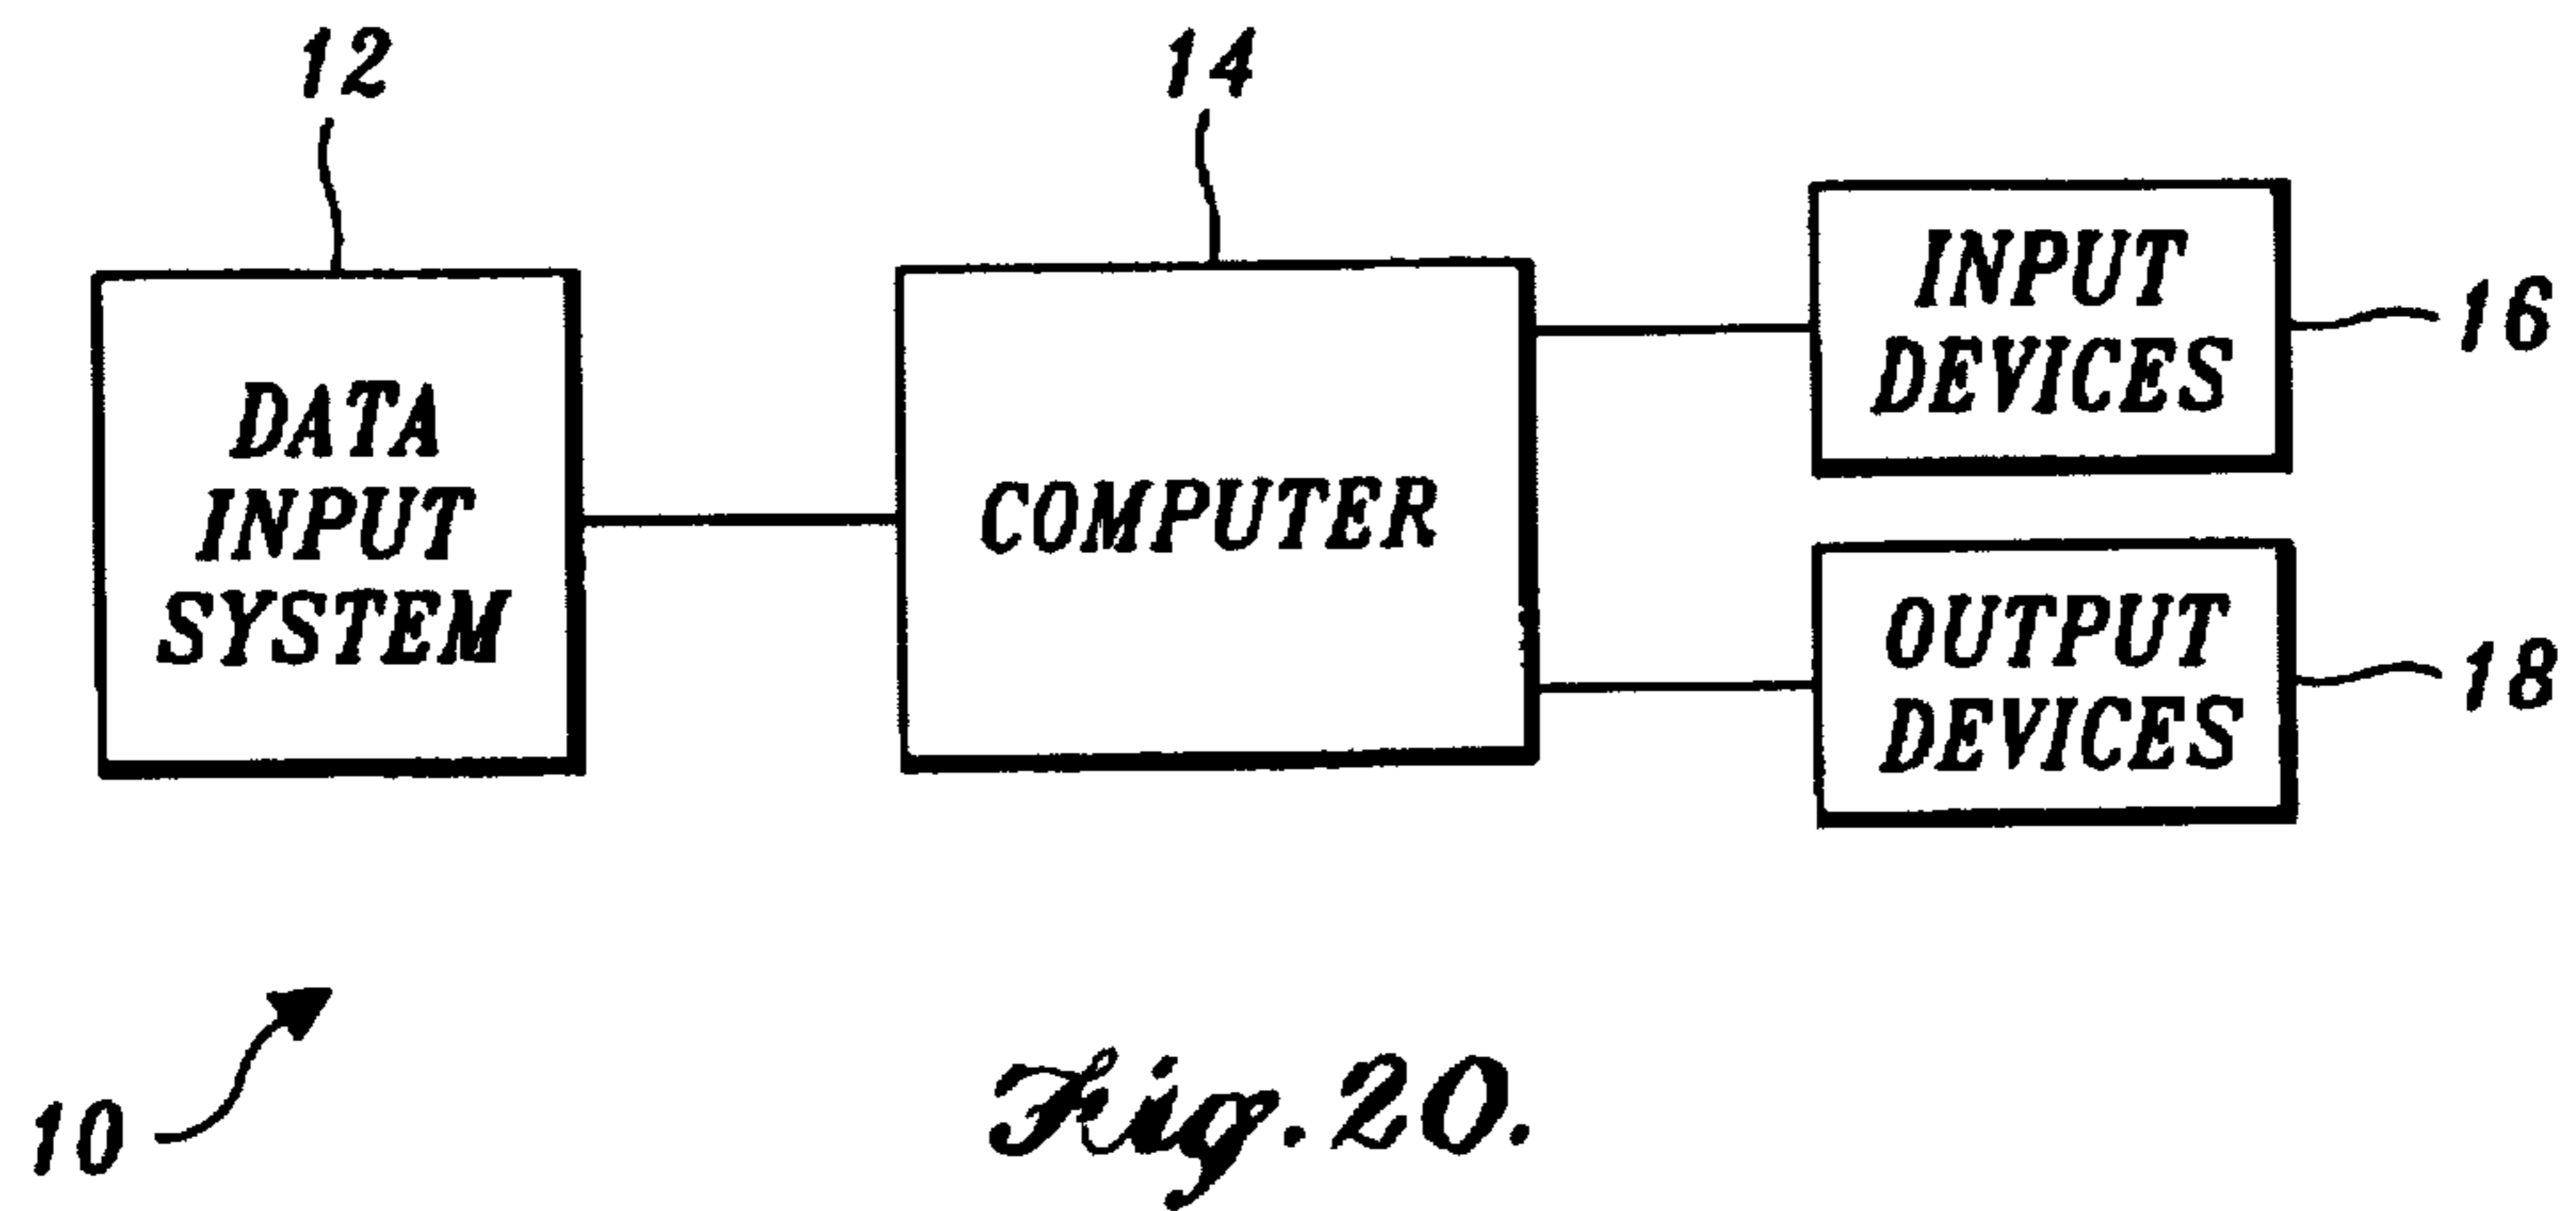 12
14
DATA
INPUT
SYSTEM
COMPUTER
INPUT
DEVICES
16
OUTPUT
DEVICES
18
10
Fig. 20.